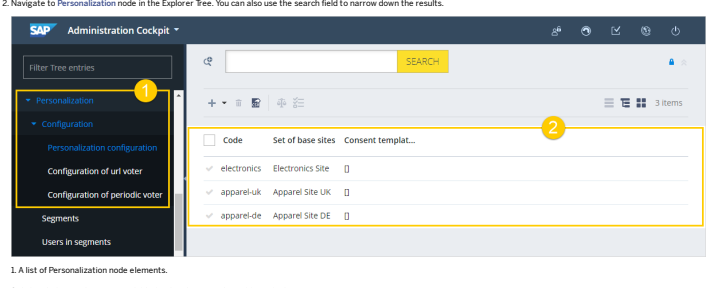 2. Navigate to Personalization node in the Explorer Tree. You can also use the search field to narrow down the results.
SAP Administration Cockpit
Filter Tree entries
SEARCH
1
Personalization
3 items
Configuration
2
Personalization configuration
Code Set of base sites Consent templat...
Configuration of url voter
electronics Electronics Site []
Configuration of periodic voter
apparel-uk Apparel Site UK []
Segments
apparel-de Apparel Site DE []
Users in segments
1. A list of Personalization node elements.